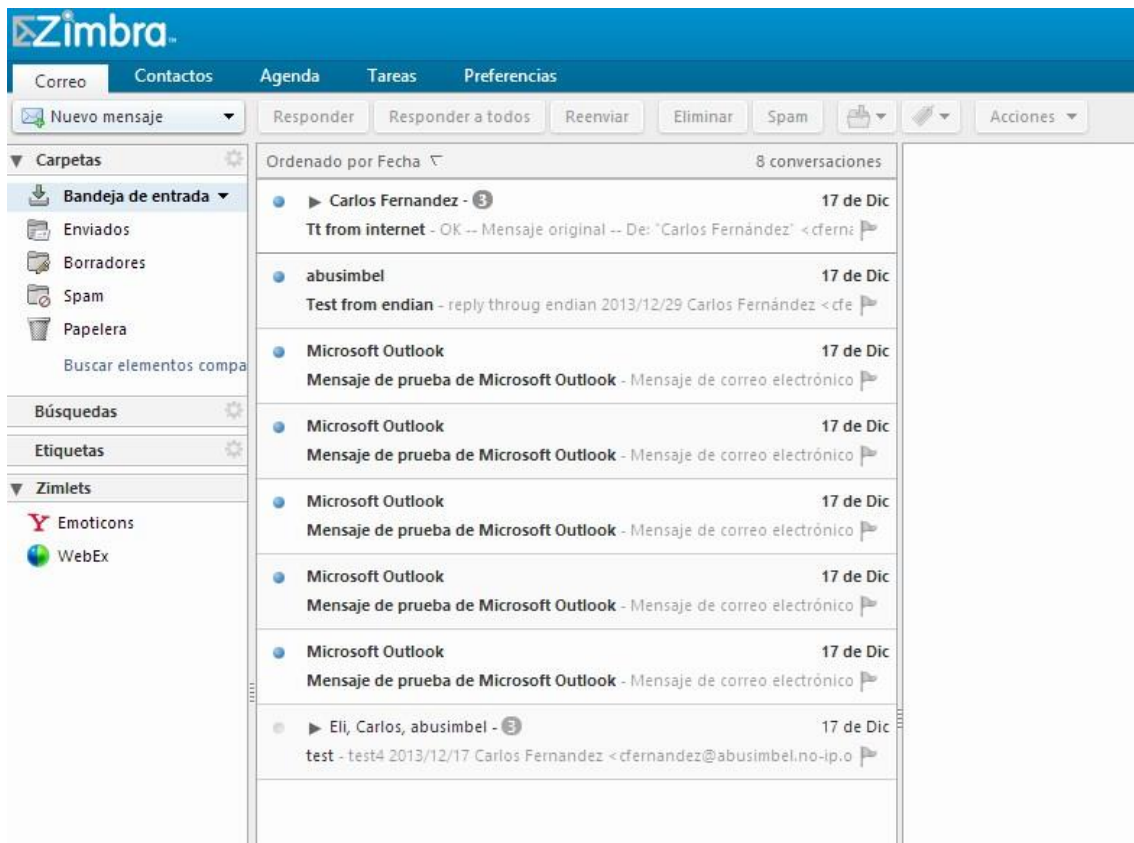 Zimbra™
Correo Contactos Agenda Tareas Preferencias
Nuevo mensaje Responder Responder a todos Reenviar Eliminar Spam Acciones
Carpetas
Bandeja de entrada
Enviados
Borradores
Spam
Papelera
Buscar elementos compa
Búsquedas
Etiquetas
Zimlets
Emoticons
WebEx
Ordenado por Fecha 8 conversaciones
Carlos Fernandez - 3 17 de Dic
Tt from internet - OK -- Mensaje original -- De: "Carlos Fernández" <cferna
abusimbel 17 de Dic
Test from endian - reply throug endian 2013/12/29 Carlos Fernández <cfe
Microsoft Outlook 17 de Dic
Mensaje de prueba de Microsoft Outlook - Mensaje de correo electrónico
Microsoft Outlook 17 de Dic
Mensaje de prueba de Microsoft Outlook - Mensaje de correo electrónico
Microsoft Outlook 17 de Dic
Mensaje de prueba de Microsoft Outlook - Mensaje de correo electrónico
Microsoft Outlook 17 de Dic
Mensaje de prueba de Microsoft Outlook - Mensaje de correo electrónico
Microsoft Outlook 17 de Dic
Mensaje de prueba de Microsoft Outlook - Mensaje de correo electrónico
Eli, Carlos, abusimbel - 3 17 de Dic
test - test4 2013/12/17 Carlos Fernandez <cfernandez@abusimbel.no-ip.o